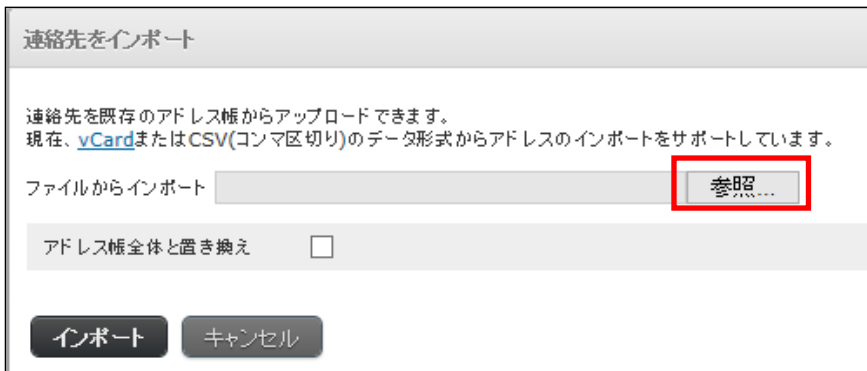 連絡先をインポート
連絡先を既存のアドレス帳からアップロードできます。
現在、vCardまたはCSV(コンマ区切り)のデータ形式からアドレスのインポートをサポートしています。
ファイルからインポート 参照...
アドレス帳全体と置き換え
インポート キャンセル